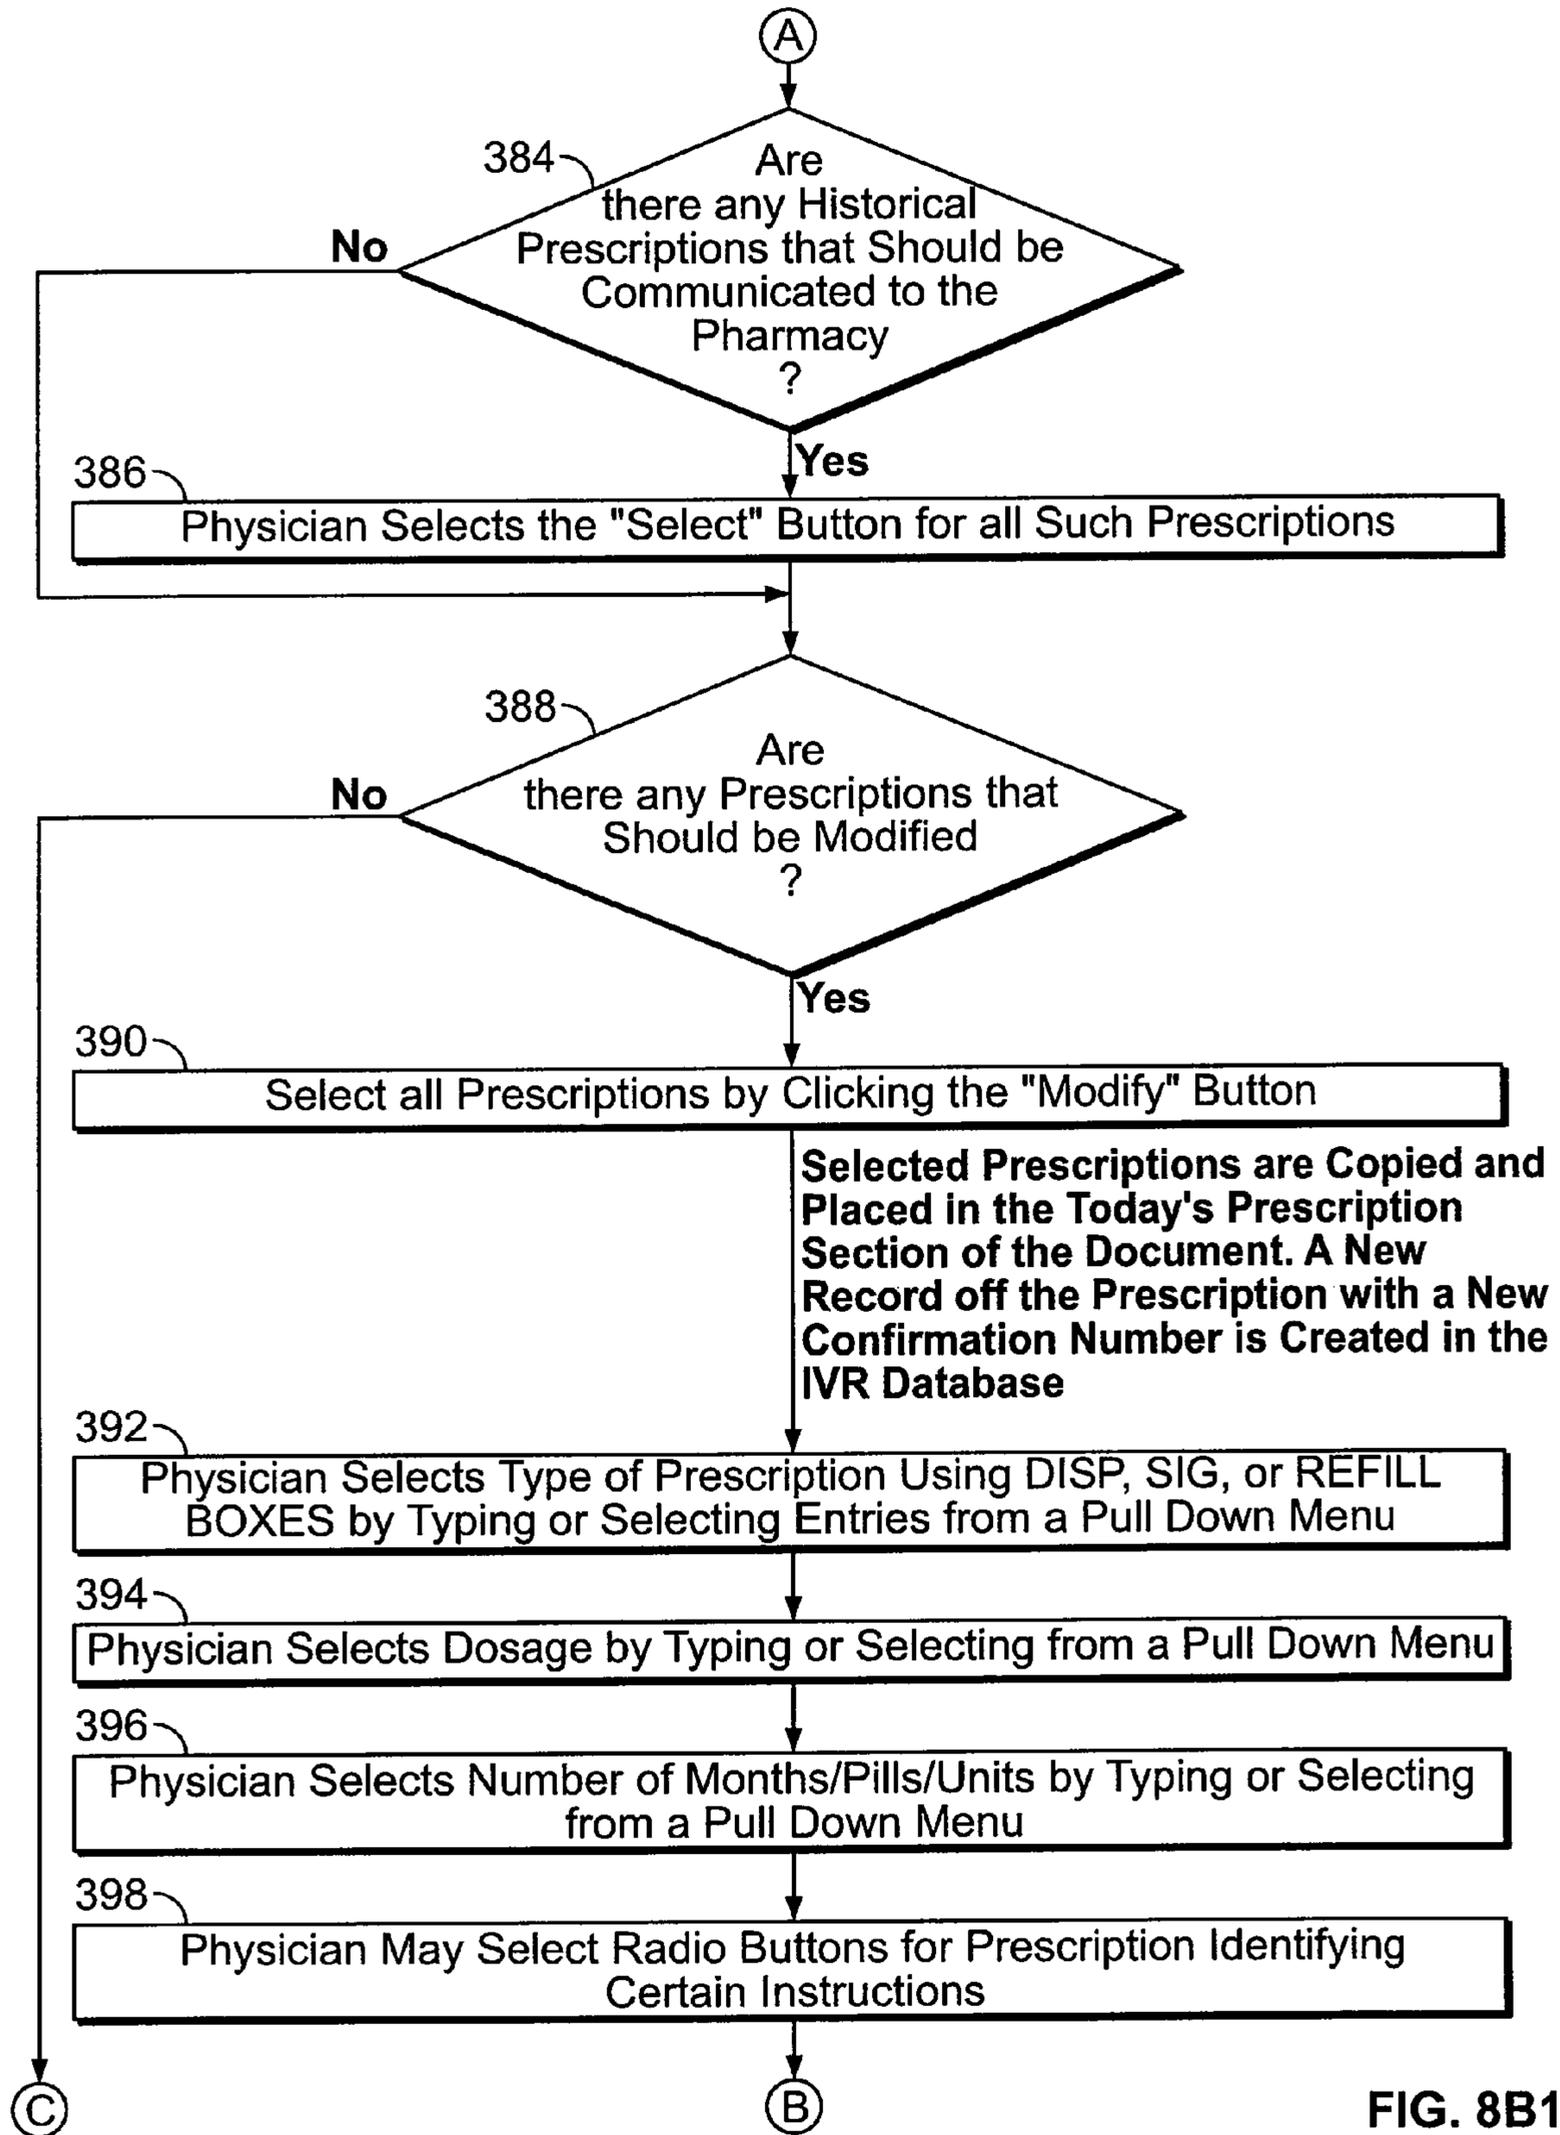 A
384
Are
there any Historical
Prescriptions that Should be
Communicated to the
Pharmacy
?
No
Yes
386
Physician Selects the "Select" Button for all Such Prescriptions
388
Are
there any Prescriptions that
Should be Modified
?
No
Yes
390
Select all Prescriptions by Clicking the "Modify" Button
Selected Prescriptions are Copied and
Placed in the Today's Prescription
Section of the Document. A New
Record off the Prescription with a New
Confirmation Number is Created in the
IVR Database
392
Physician Selects Type of Prescription Using DISP, SIG, or REFILL
BOXES by Typing or Selecting Entries from a Pull Down Menu
394
Physician Selects Dosage by Typing or Selecting from a Pull Down Menu
396
Physician Selects Number of Months/Pills/Units by Typing or Selecting
from a Pull Down Menu
398
Physician May Select Radio Buttons for Prescription Identifying
Certain Instructions
C
B
FIG. 8B1